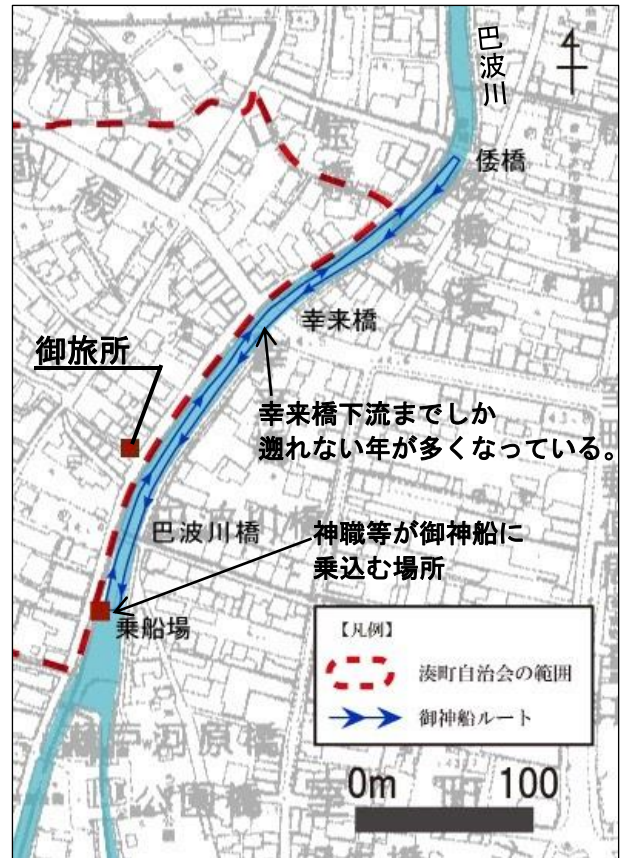 巴波川
倭橋
幸来橋
御旅所
幸来橋下流までしか
遡れない年が多くなっている。
巴波川橋
神職等が御神船に
乗込む場所
乗船場
【凡例】
湊町自治会の範囲
御神船ルート
0m 100